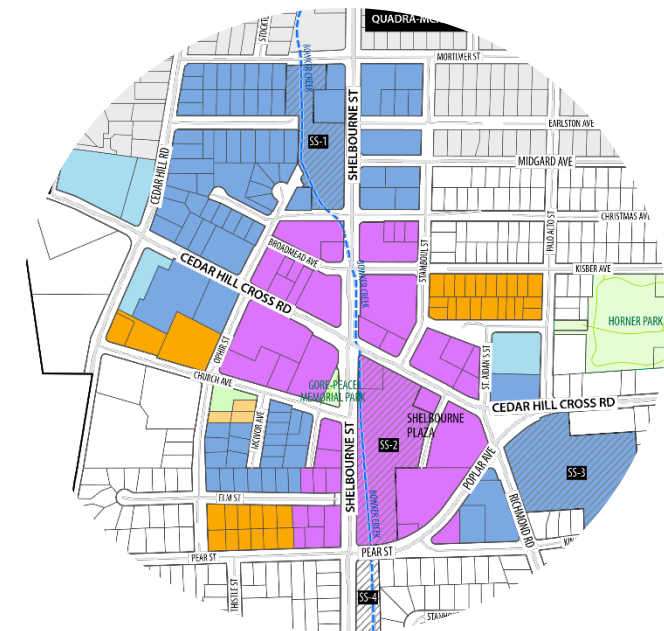 QUADRA-MC
STOCKT
MORTIMER ST
BOWKER CREEK
SHELBOURNE ST
EARLSTON AVE
SS-1
MIDGARD AVE
CEDAR HILL RD
PALO ALTO ST
CHRISTMAS AVE
BROADMEAD AVE
STAMBOUL ST
CEDAR HILL CROSS RD
BOWKER CREEK
KISBER AVE
HORNER PARK
OPHIR ST
ST. AIDAN'S ST
CHURCH AVE
GORE-PEACE
MEMORIAL PARK
CEDAR HILL CROSS RD
MCIVOR AVE
SHELBOURNE
PLAZA
SS-2
SHELBOURNE ST
POPLAR AVE
SS-3
ELM ST
BOWKER CREEK
RICHMOND RD
PEAR ST
PEAR ST
KIN
THISTLE ST
SS-4
STANHO